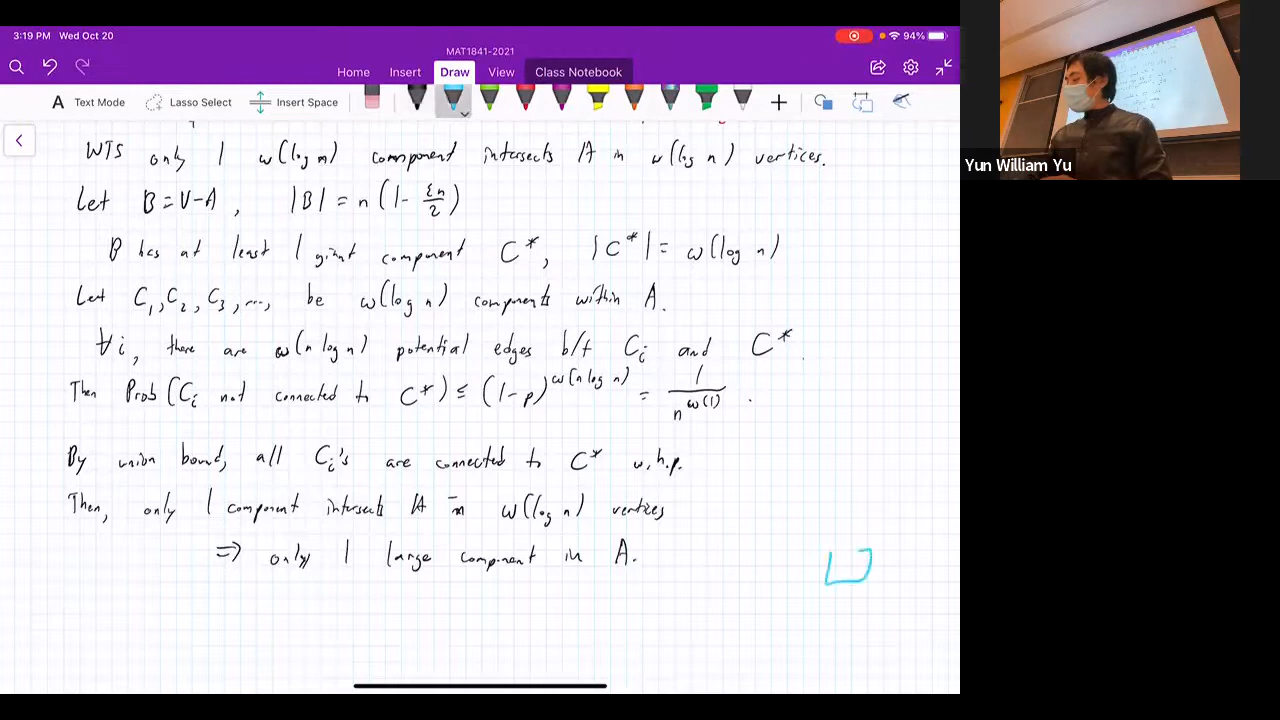 3:19 PM Wed Oct 20
94%
MAT1841-2021
Home Insert Draw View Class Notebook
A Text Mode Lasso Select Insert Space
WTS only 1 ω(log n) component intersects A in ω(log n) vertices.
Let B = V-A, |B| = n(1 - εn/2)
B has at least 1 giant component C*, |C*| = ω(log n)
Let C₁, C₂, C₃, ..., be ω(log n) components within A.
∀i, there are ω(n log n) potential edges b/t Cᵢ and C*.
Then Prob(Cᵢ not connected to C*) ≤ (1-p)^ω(n log n) = 1/n^ω(1).
By union bound, all Cᵢ's are connected to C* w.h.p.
Then, only 1 component intersects A in ω(log n) vertices
⇒ only 1 large component in A.
Yun William Yu